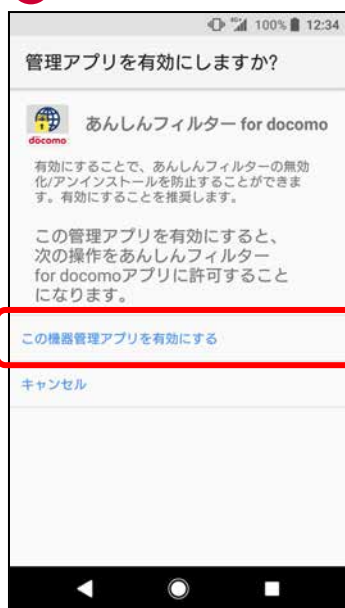 100% 12:34
管理アプリを有効にしますか?
あんしんフィルター for docomo
döcomo
有効にすることで、あんしんフィルターの無効
化/アンインストールを防止することができま
す。有効にすることを推奨します。
この管理アプリを有効にすると、
次の操作をあんしんフィルター
for docomoアプリに許可すること
になります。
この機器管理アプリを有効にする
キャンセル